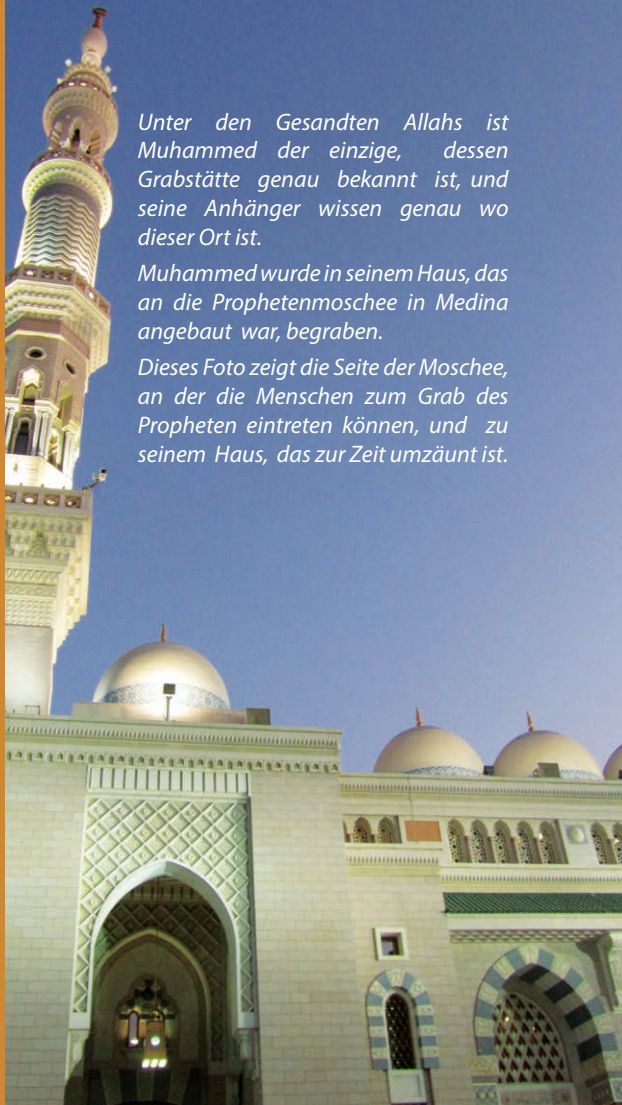 Unter den Gesandten Allahs ist
Muhammed der einzige, dessen
Grabstätte genau bekannt ist, und
seine Anhänger wissen genau wo
dieser Ort ist.
Muhammed wurde in seinem Haus, das
an die Prophetenmoschee in Medina
angebaut war, begraben.
Dieses Foto zeigt die Seite der Moschee,
an der die Menschen zum Grab des
Propheten eintreten können, und zu
seinem Haus, das zur Zeit umzäunt ist.